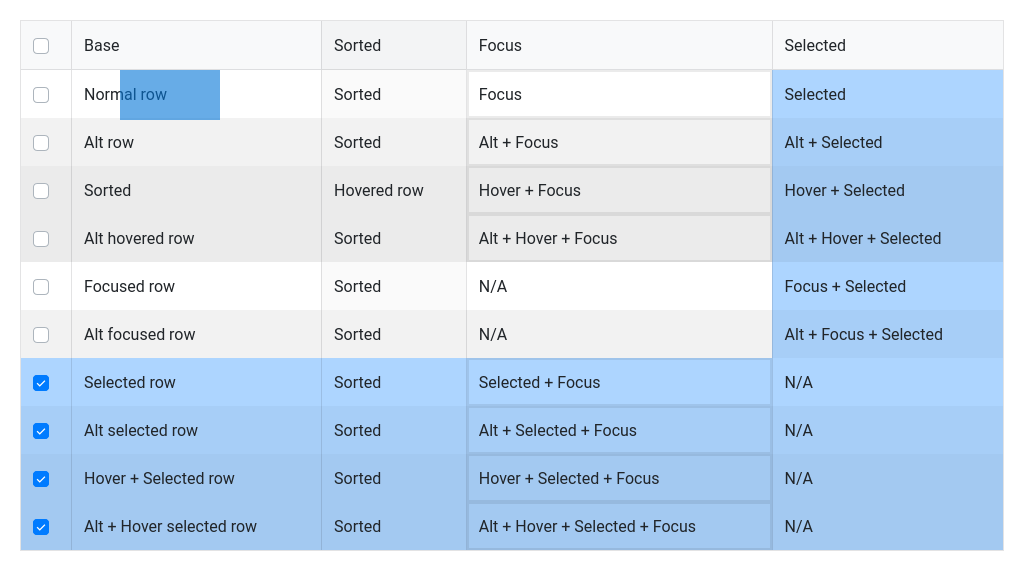 Base Sorted Focus Selected
Normal row Sorted Focus Selected
Alt row Sorted Alt + Focus Alt + Selected
Sorted Hovered row Hover + Focus Hover + Selected
Alt hovered row Sorted Alt + Hover + Focus Alt + Hover + Selected
Focused row Sorted N/A Focus + Selected
Alt focused row Sorted N/A Alt + Focus + Selected
Selected row Sorted Selected + Focus N/A
Alt selected row Sorted Alt + Selected + Focus N/A
Hover + Selected row Sorted Hover + Selected + Focus N/A
Alt + Hover selected row Sorted Alt + Hover + Selected + Focus N/A